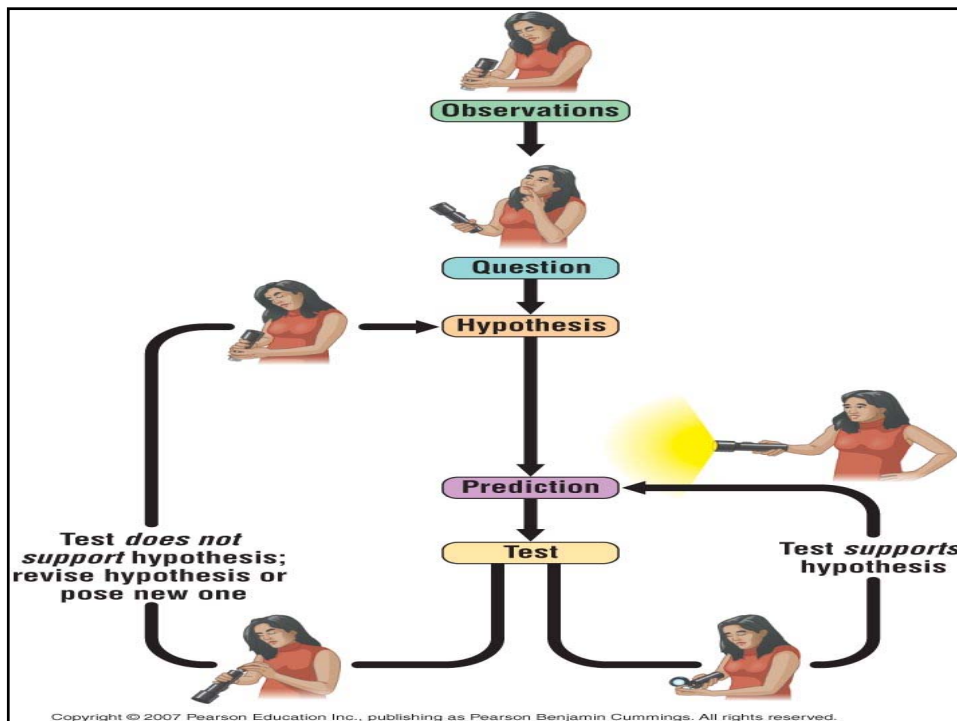 Observations
Question
Hypothesis
Prediction
Test
Test does not
support hypothesis;
revise hypothesis or
pose new one
Test supports
hypothesis
Copyright © 2007 Pearson Education Inc., publishing as Pearson Benjamin Cummings. All rights reserved.